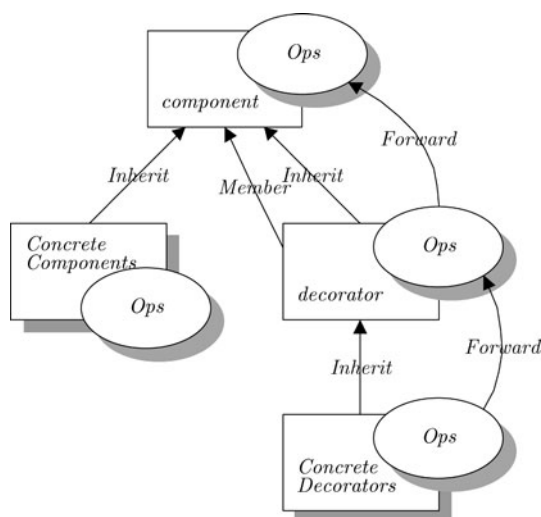 Ops
component
Forward
Inherit
Member
Inherit
Concrete
Components
Ops
Ops
decorator
Inherit
Forward
Ops
Concrete
Decorators